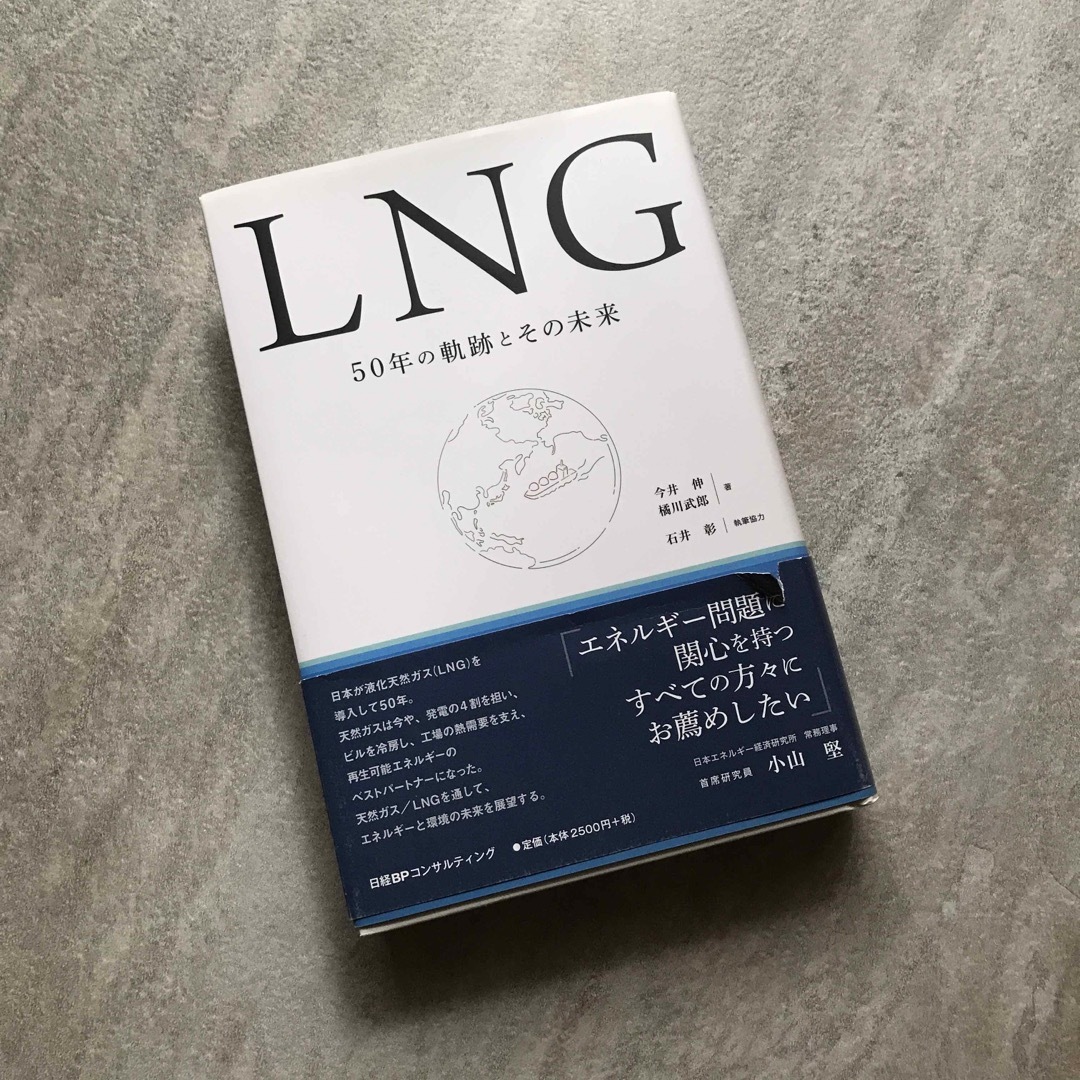 LNG
50年の軌跡とその未来
今井 伸
橘川武郎
著
石井 彰
執筆協力
「エネルギー問題に
関心を持つ
すべての方々に
お薦めしたい」
日本エネルギー経済研究所 常務理事
首席研究員 小山 堅
日本が液化天然ガス(LNG)を
導入して50年。
天然ガスは今や、発電の4割を担い、
ビルを冷房し、工場の熱需要を支え、
再生可能エネルギーの
ベストパートナーになった。
天然ガス/LNGを通して、
エネルギーと環境の未来を展望する。
日経BPコンサルティング ●定価(本体2500円+税)